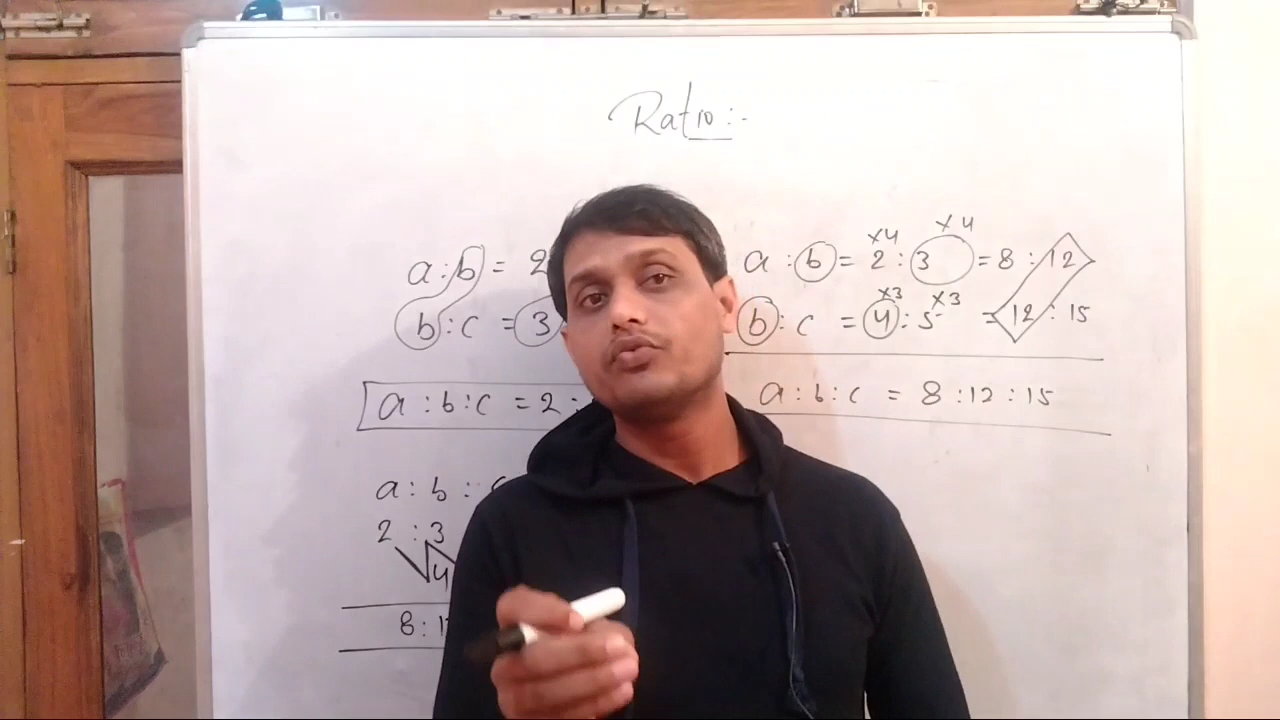 Ratio :-
a : b = 2
b : c = 3
a : b : c = 2 :
a : b : c
2 : 3
4
8 : 1
×4 ×4
a : b = 2 : 3 = 8 : 12
×3 ×3
b : c = 4 : 5 = 12 : 15
a : b : c = 8 : 12 : 15